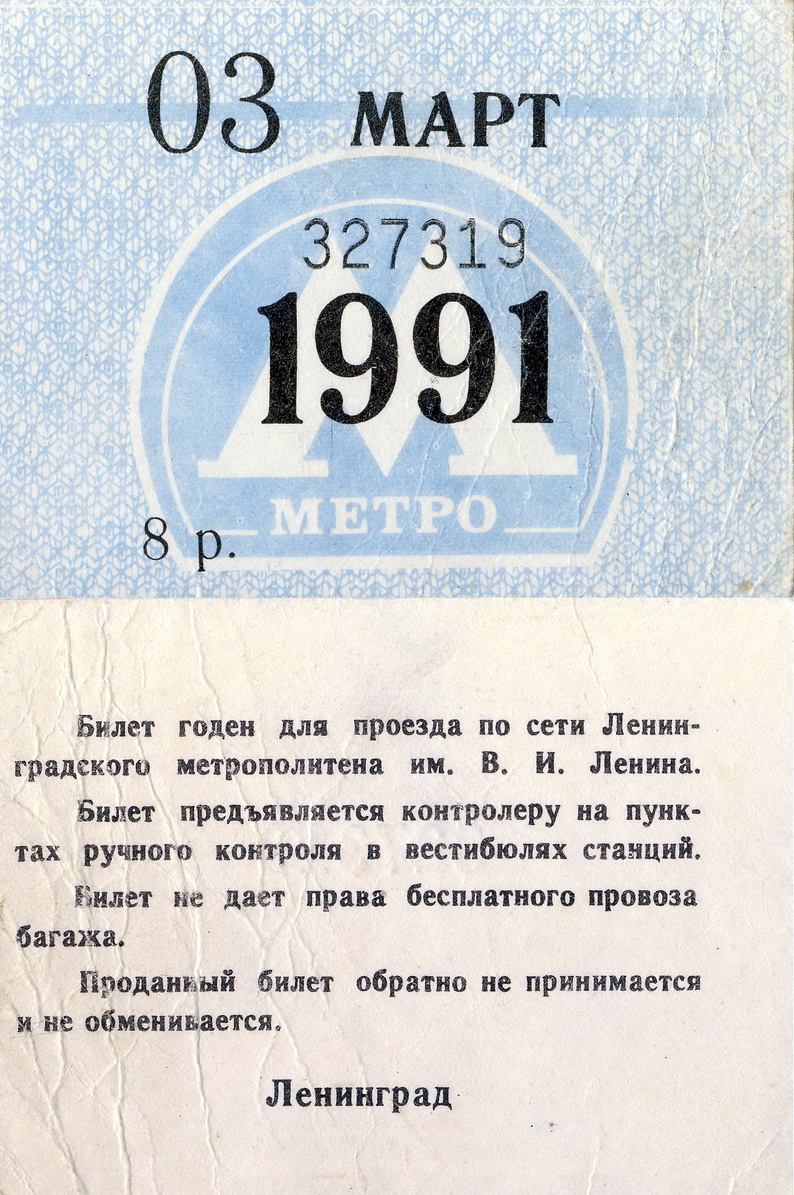 03 МАРТ
327319
1991
МЕТРО
8 р.
Билет годен для проезда по сети Ленин-
градского метрополитена им. В. И. Ленина.
Билет предъявляется контролеру на пунк-
тах ручного контроля в вестибюлях станций.
Билет не дает права бесплатного провоза
багажа.
Проданный билет обратно не принимается
и не обменивается.
Ленинград